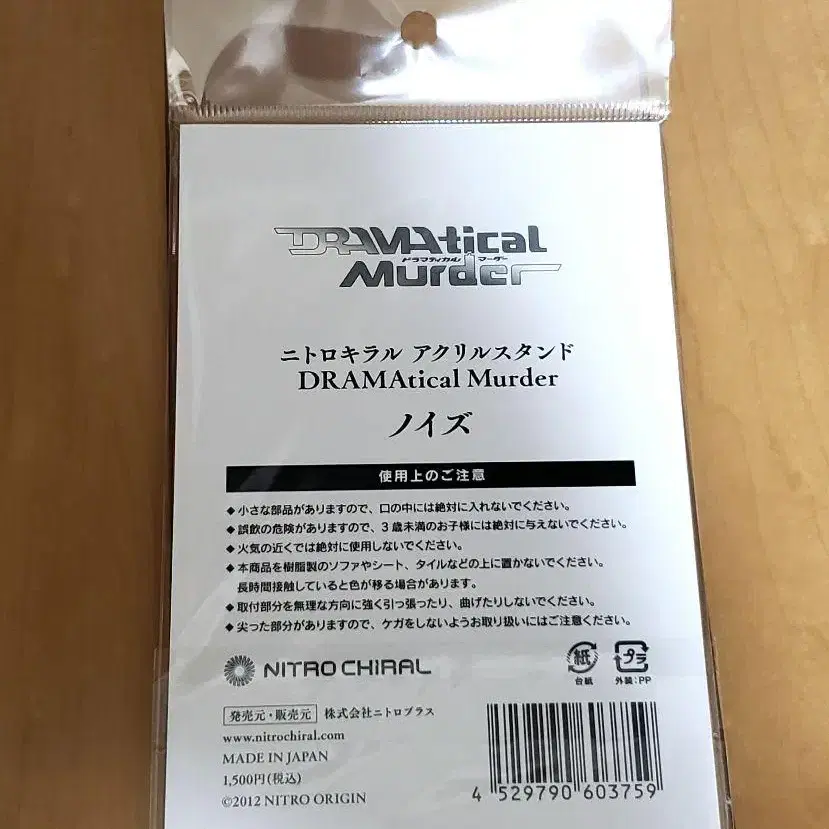 DRAMAtical
ドラマティカル マーダー
Murder
ニトロキラル アクリルスタンド
DRAMAtical Murder
ノイズ
使用上のご注意
◆小さな部品がありますので、口の中には絶対に入れないでください。
◆誤飲の危険がありますので、3歳未満のお子様には絶対に与えないでください。
◆火気の近くでは絶対に使用しないでください。
◆本商品を樹脂製のソファやシート、タイルなどの上に置かないでください。
長時間接触していると色が移る場合があります。
◆取付部分を無理な方向に強く引っ張ったり、曲げたりしないでください。
◆尖った部分がありますので、ケガをしないようお取り扱いにはご注意ください。
NITRO CHIRAL
紙
台紙
プラ
外装:PP
発売元・販売元 株式会社ニトロプラス
www.nitrochiral.com
MADE IN JAPAN
1,500円(税込)
©2012 NITRO ORIGIN
4 529790 603759